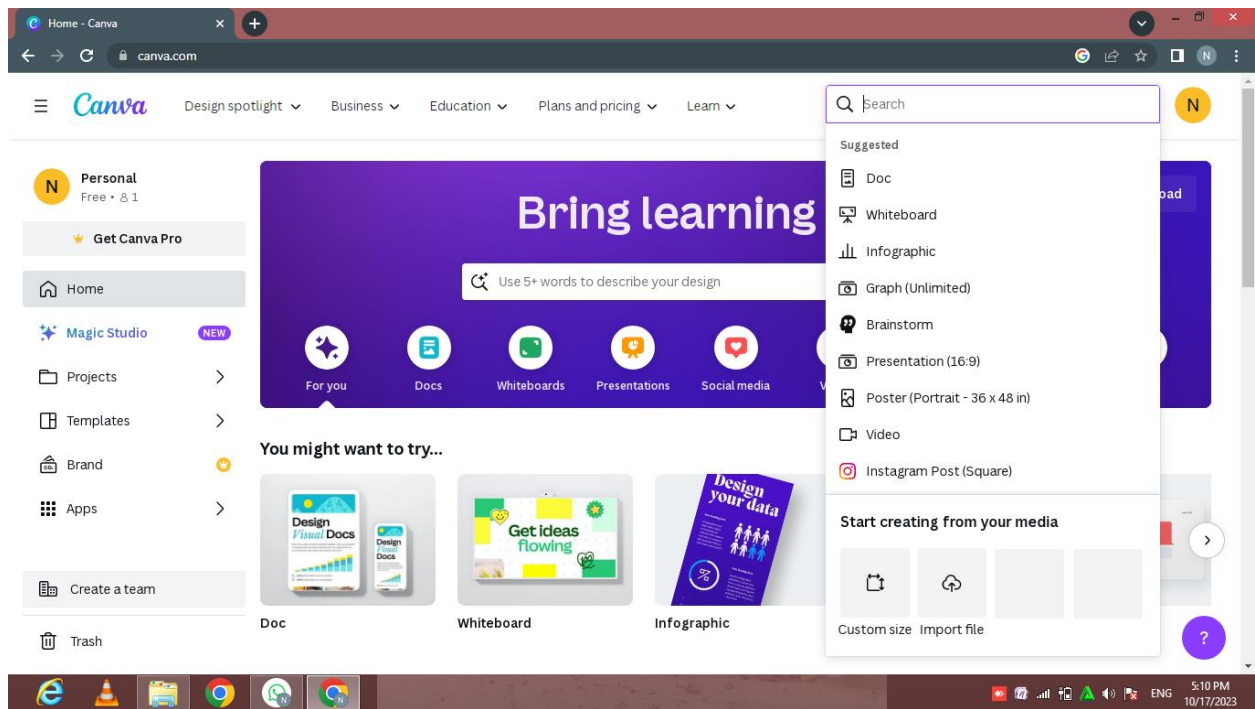 Home - Canva
canva.com
N
Canva
Design spotlight
Business
Education
Plans and pricing
Learn
Search
N
N
Personal
Free • 1
Get Canva Pro
Home
Magic Studio NEW
Projects
Templates
Brand
Apps
Create a team
Trash
Bring learning
Use 5+ words to describe your design
For you
Docs
Whiteboards
Presentations
Social media
You might want to try...
Design
Visual Docs
Design
Visual
Docs
Get ideas
flowing
Design
your data
%
Doc
Whiteboard
Infographic
Suggested
Doc
Whiteboard
Infographic
Graph (Unlimited)
Brainstorm
Presentation (16:9)
Poster (Portrait - 36 x 48 in)
Video
Instagram Post (Square)
Start creating from your media
Custom size
Import file
?
ENG
5:10 PM
10/17/2023